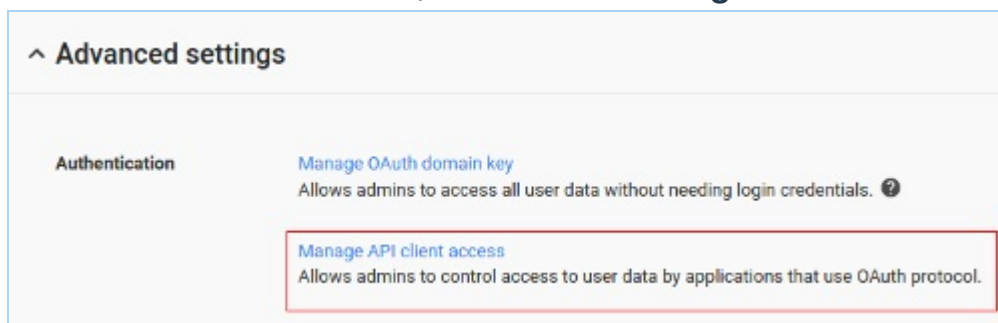 Advanced settings
Authentication
Manage OAuth domain key
Allows admins to access all user data without needing login credentials.
Manage API client access
Allows admins to control access to user data by applications that use OAuth protocol.